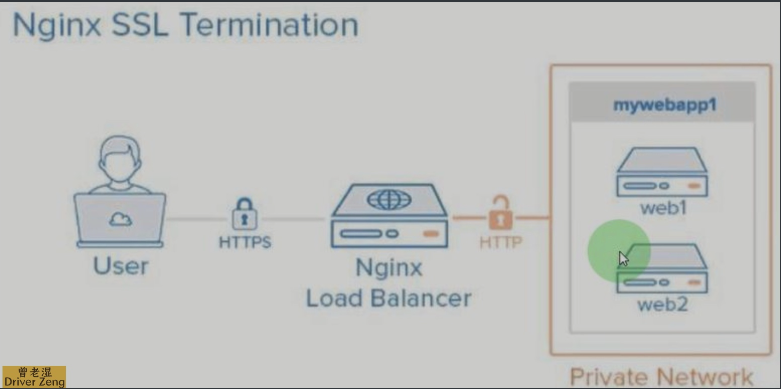 Nginx SSL Termination
mywebapp1
web1
HTTPS
HTTP
web2
User
Nginx
Load Balancer
Private Network
曾老湿
Driver Zeng